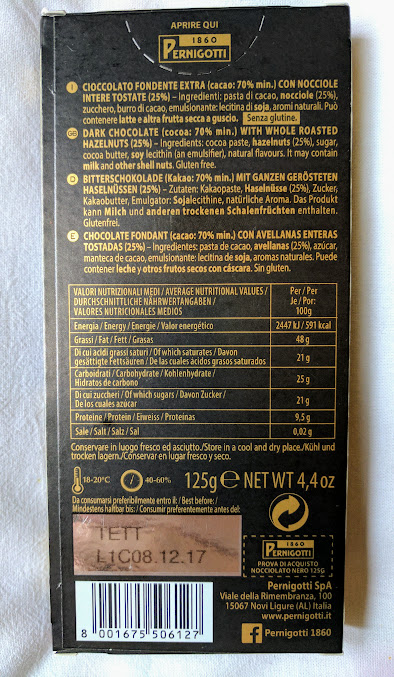 APRIRE QUI
1860
PERNIGOTTI
I CIOCCOLATO FONDENTE EXTRA (cacao: 70% min.) CON NOCCIOLE
INTERE TOSTATE (25%) – Ingredienti: pasta di cacao, nocciole (25%),
zucchero, burro di cacao, emulsionante: lecitina di soja, aromi naturali. Può
contenere latte e altra frutta secca a guscio. Senza glutine.
GB DARK CHOCOLATE (cocoa: 70% min.) WITH WHOLE ROASTED
HAZELNUTS (25%) – Ingredients: cocoa paste, hazelnuts (25%), sugar,
cocoa butter, soy lecithin (an emulsifier), natural flavours. It may contain
milk and other shell nuts. Gluten free.
D BITTERSCHOKOLADE (Kakao: 70% min.) MIT GANZEN GERÖSTETEN
HASELNÜSSEN (25%) – Zutaten: Kakaopaste, Haselnüsse (25%), Zucker,
Kakaobutter, Emulgator: Sojalecithine, natürliche Aroma. Das Produkt
kann Milch und anderen trockenen Schalenfrüchten enthalten.
Glutenfrei.
E CHOCOLATE FONDANT (cacao: 70% min.) CON AVELLANAS ENTERAS
TOSTADAS (25%) – Ingredientes: pasta de cacao, avellanas (25%), azúcar,
manteca de cacao, emulsionante: lecitina de soja, aromas naturales. Puede
contener leche y otros frutos secos con cáscara. Sin gluten.
VALORI NUTRIZIONALI MEDI / AVERAGE NUTRITIONAL VALUES / Per / Per
DURCHSCHNITTLICHE NÄHRWERTANGABEN / Je / Por:
VALORES NUTRICIONALES MEDIOS 100g
Energia / Energy / Energie / Valor energético 2447 kJ / 591 kcal
Grassi / Fat / Fett / Grasas 48 g
Di cui acidi grassi saturi / Of which saturates / Davon
gesättigte Fettsäuren / De las cuales ácidos grasos saturados 21 g
Carboidrati / Carbohydrate / Kohlenhydrate /
Hidratos de carbono 25 g
Di cui zuccheri / Of which sugars / Davon Zucker /
De los cuales azúcar 21 g
Proteine / Protein / Eiweiss / Proteinas 9,5 g
Sale / Salt / Salz / Sal 0,02 g
Conservare in luogo fresco ed asciutto./Store in a cool and dry place./Kühl und
trocken lagern./Conservar en lugar fresco y seco.
18-20°C 40-60% 125g e NET WT 4,4 oz
Da consumarsi preferibilmente entro il: / Best before: /
Mindestens haltbar bis: / Consumir preferentemente antes del:
TETT
L1C08.12.17
1860
PERNIGOTTI
PROVA DI ACQUISTO
NOCCIOLATO NERO 125G
Pernigotti SpA
Viale della Rimembranza, 100
15067 Novi Ligure (AL) Italia
www.pernigotti.it
Pernigotti 1860
8 001675 506127